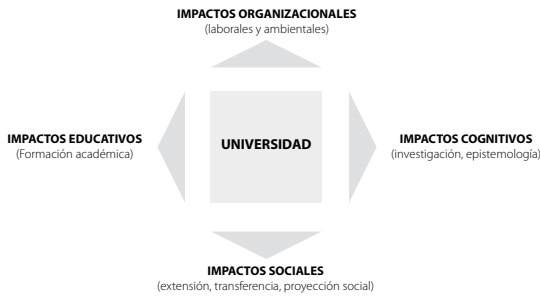 IMPACTOS ORGANIZACIONALES
(laborales y ambientales)
IMPACTOS EDUCATIVOS
(Formación académica)
UNIVERSIDAD
IMPACTOS COGNITIVOS
(investigación, epistemología)
IMPACTOS SOCIALES
(extensión, transferencia, proyección social)